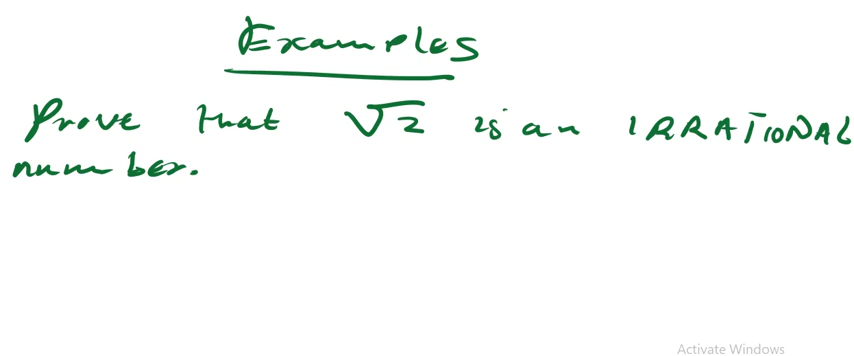 Examples
Prove that √2 is an IRRATIONAL
number.
Activate Windows